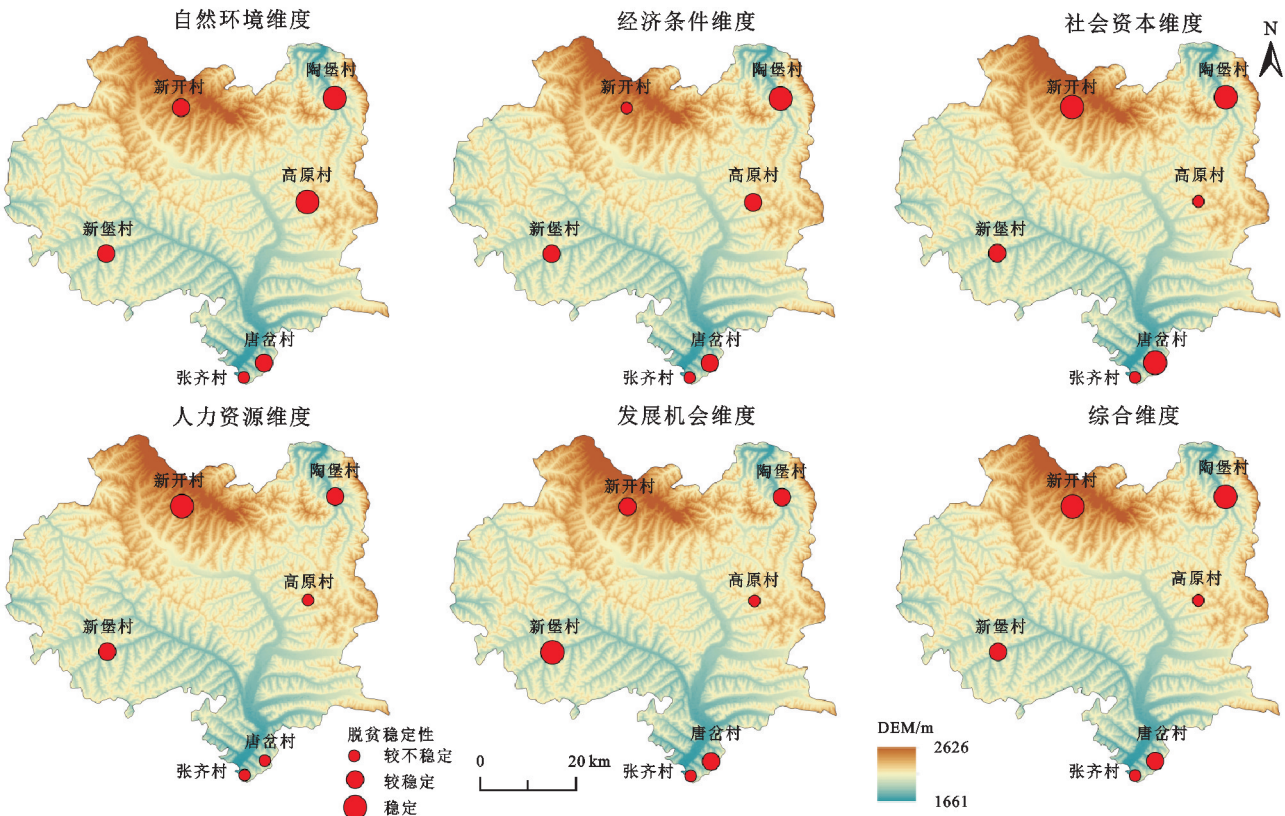 自然环境维度
经济条件维度
社会资本维度
N
新开村
陶堡村
高原村
新堡村
唐岔村
张齐村
新开村
陶堡村
高原村
新堡村
唐岔村
张齐村
新开村
陶堡村
高原村
新堡村
唐岔村
张齐村
人力资源维度
发展机会维度
综合维度
新开村
陶堡村
高原村
新堡村
唐岔村
张齐村
新开村
陶堡村
高原村
新堡村
唐岔村
张齐村
新开村
陶堡村
高原村
新堡村
唐岔村
张齐村
脱贫稳定性
较不稳定
较稳定
稳定
0 20 km
DEM/m
2626
1661